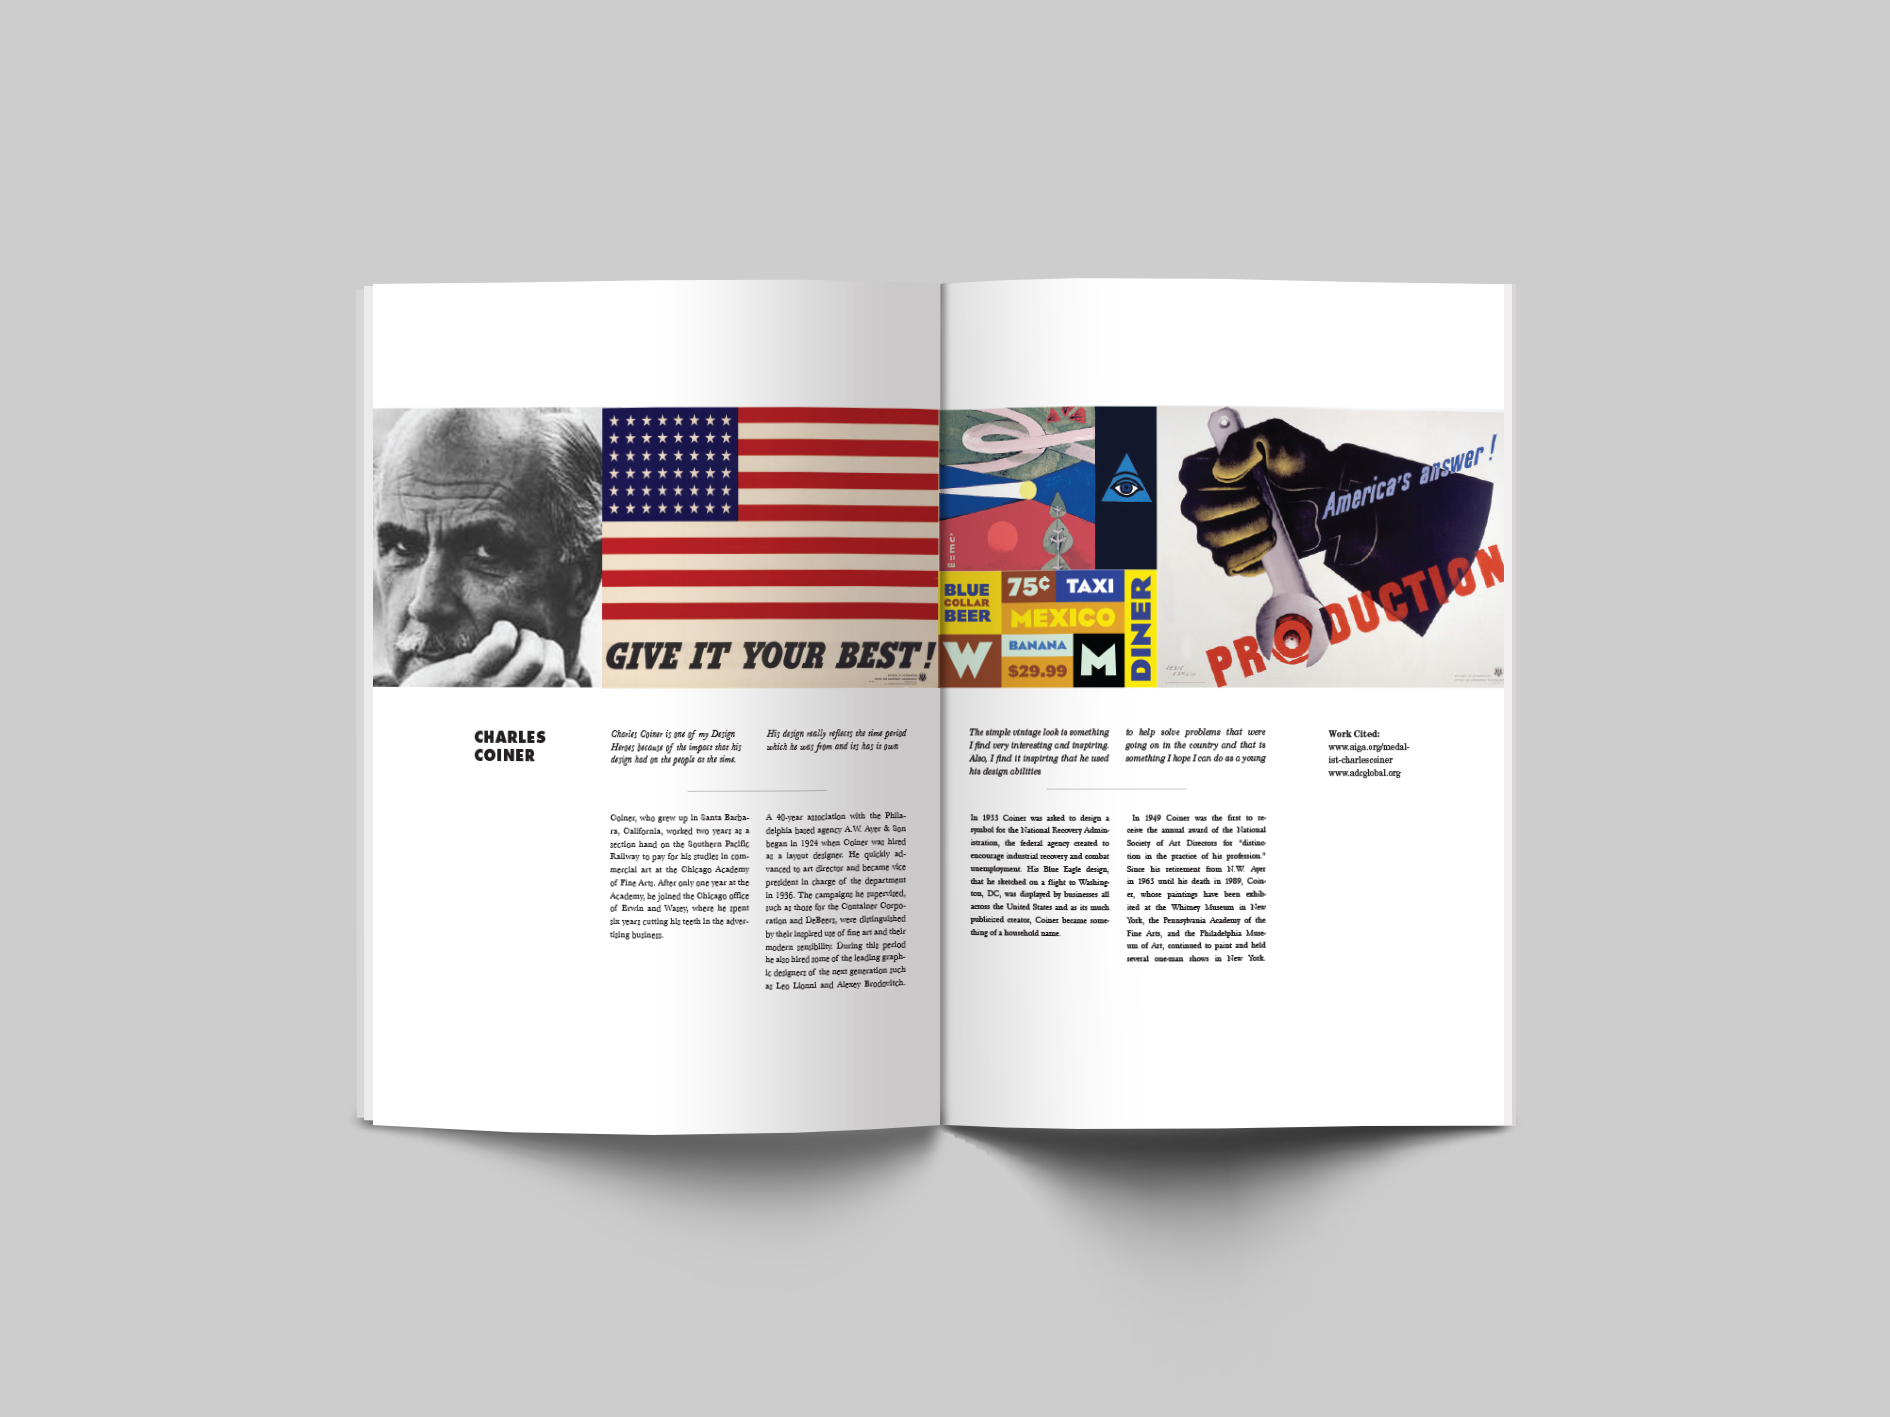 America's answer!
PRODUCTION
BLUE
COLLAR
BEER
75¢
TAXI
MEXICO
DINER
W
BANANA
$29.99
M
GIVE IT YOUR BEST!
CHARLES
COINER
Charles Coiner is one of my Design
Heroes because of the impact that his
design had on the people at the time.
His design really reflects the time period
which he was from and its has is own
The simple vintage look is something
I find very interesting and inspiring.
Also, I find it inspiring that he used
his design abilities
to help solve problems that were
going on in the country and that is
something I hope I can do as a young
Work Cited:
www.aiga.org/medal-
ist-charlescoiner
www.adcglobal.org
Coiner, who grew up in Santa Barba-
ra, California, worked two years as a
section hand on the Southern Pacific
Railway to pay for his studies in com-
mercial art at the Chicago Academy
of Fine Arts. After only one year at the
Academy, he joined the Chicago office
of Erwin and Wasey, where he spent
six years cutting his teeth in the adver-
tising business.
A 40-year association with the Phila-
delphia based agency A.W. Ayer & Son
began in 1924 when Coiner was hired
as a layout designer. He quickly ad-
vanced to art director and became vice
president in charge of the department
in 1936. The campaigns he supervised,
such as those for the Container Corpo-
ration and DeBeers, were distinguished
by their inspired use of fine art and their
modern sensibility. During this period
he also hired some of the leading graph-
ic designers of the next generation such
as Leo Lionni and Alexey Brodovitch.
In 1933 Coiner was asked to design a
symbol for the National Recovery Admin-
istration, the federal agency created to
encourage industrial recovery and combat
unemployment. His Blue Eagle design,
that he sketched on a flight to Washing-
ton, DC, was displayed by businesses all
across the United States and as its much
publicized creator, Coiner became some-
thing of a household name.
In 1949 Coiner was the first to re-
ceive the annual award of the National
Society of Art Directors for "distinc-
tion in the practice of his profession."
Since his retirement from N.W. Ayer
in 1963 until his death in 1989, Coin-
er, whose paintings have been exhib-
ited at the Whitney Museum in New
York, the Pennsylvania Academy of the
Fine Arts, and the Philadelphia Muse-
um of Art, continued to paint and held
several one-man shows in New York.